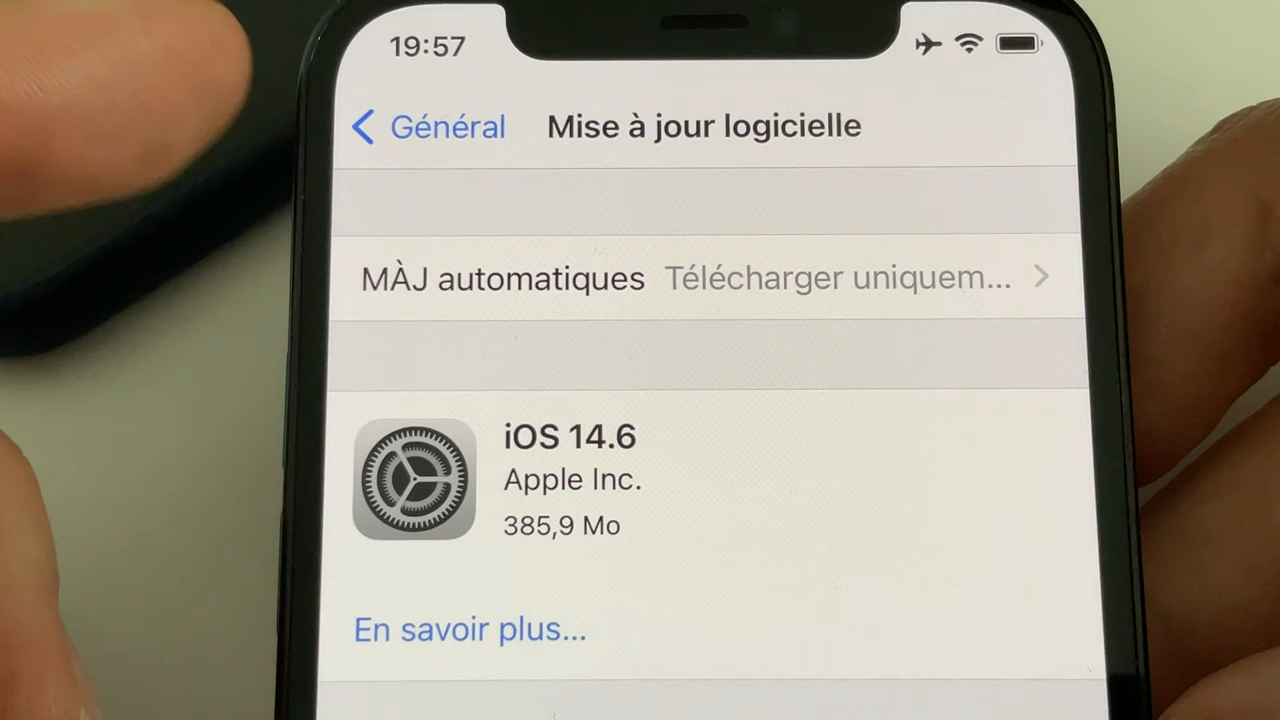 19:57
Général Mise à jour logicielle
MÀJ automatiques Télécharger uniquem...
iOS 14.6
Apple Inc.
385,9 Mo
En savoir plus...